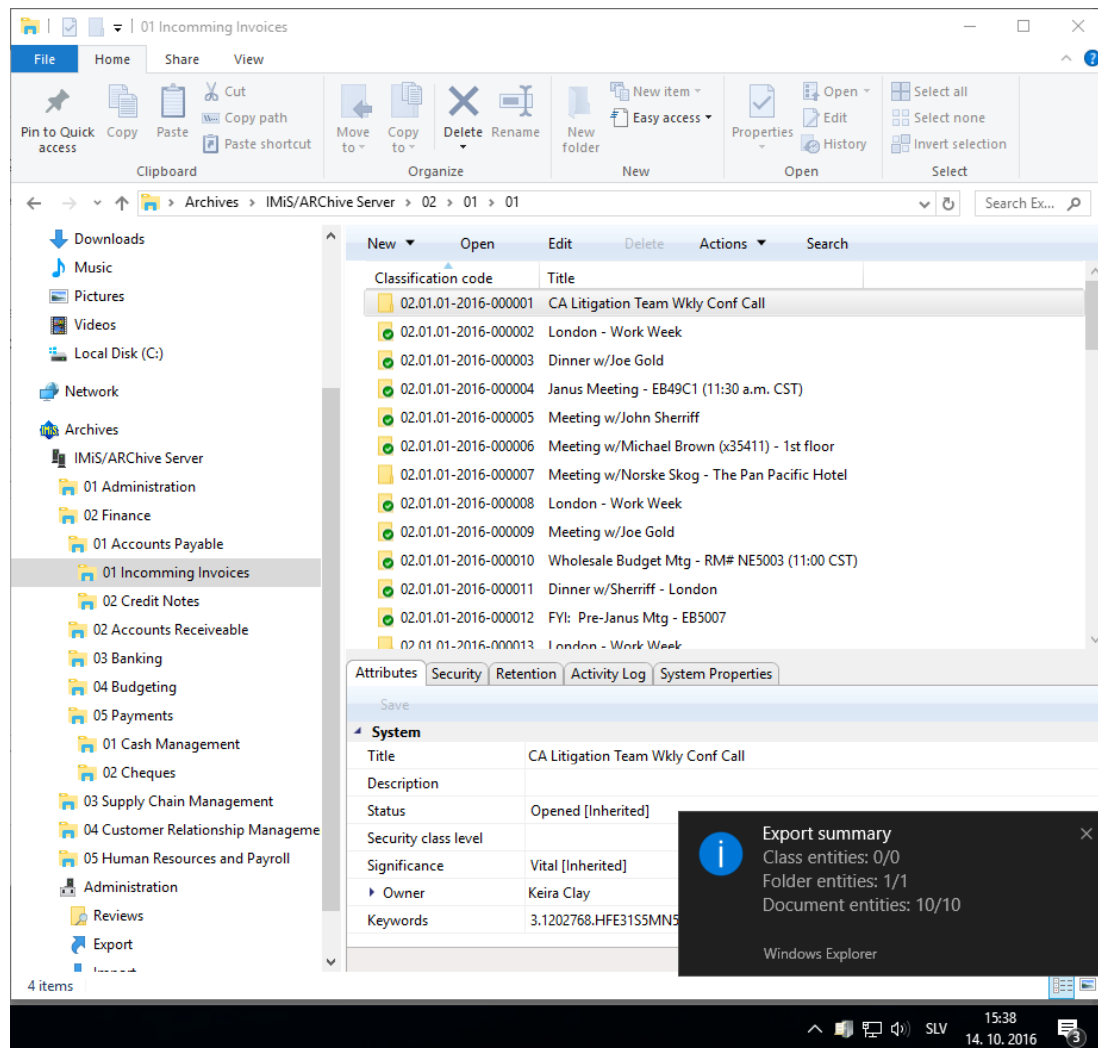 01 Incomming Invoices
File Home Share View
Pin to Quick access
Copy
Paste
Cut
Copy path
Paste shortcut
Clipboard
Move to
Copy to
Delete
Rename
Organize
New folder
New item
Easy access
New
Properties
Open
Edit
History
Open
Select all
Select none
Invert selection
Select
Archives > IMiS/ARChive Server > 02 > 01 > 01
Search Ex...
Downloads
Music
Pictures
Videos
Local Disk (C:)
Network
Archives
IMiS/ARChive Server
01 Administration
02 Finance
01 Accounts Payable
01 Incomming Invoices
02 Credit Notes
02 Accounts Receiveable
03 Banking
04 Budgeting
05 Payments
01 Cash Management
02 Cheques
03 Supply Chain Management
04 Customer Relationship Manageme
05 Human Resources and Payroll
Administration
Reviews
Export
Import
New Open Edit Delete Actions Search
Classification code Title
02.01.01-2016-000001 CA Litigation Team Wkly Conf Call
02.01.01-2016-000002 London - Work Week
02.01.01-2016-000003 Dinner w/Joe Gold
02.01.01-2016-000004 Janus Meeting - EB49C1 (11:30 a.m. CST)
02.01.01-2016-000005 Meeting w/John Sherriff
02.01.01-2016-000006 Meeting w/Michael Brown (x35411) - 1st floor
02.01.01-2016-000007 Meeting w/Norske Skog - The Pan Pacific Hotel
02.01.01-2016-000008 London - Work Week
02.01.01-2016-000009 Meeting w/Joe Gold
02.01.01-2016-000010 Wholesale Budget Mtg - RM# NE5003 (11:00 CST)
02.01.01-2016-000011 Dinner w/Sherriff - London
02.01.01-2016-000012 FYI: Pre-Janus Mtg - EB5007
02.01.01-2016-000013 London - Work Week
Attributes Security Retention Activity Log System Properties
Save
System
Title CA Litigation Team Wkly Conf Call
Description
Status Opened [Inherited]
Security class level
Significance Vital [Inherited]
Owner Keira Clay
Keywords 3.1202768.HFE31S5MN5
Export summary
Class entities: 0/0
Folder entities: 1/1
Document entities: 10/10
Windows Explorer
4 items
SLV
15:38
14. 10. 2016
3